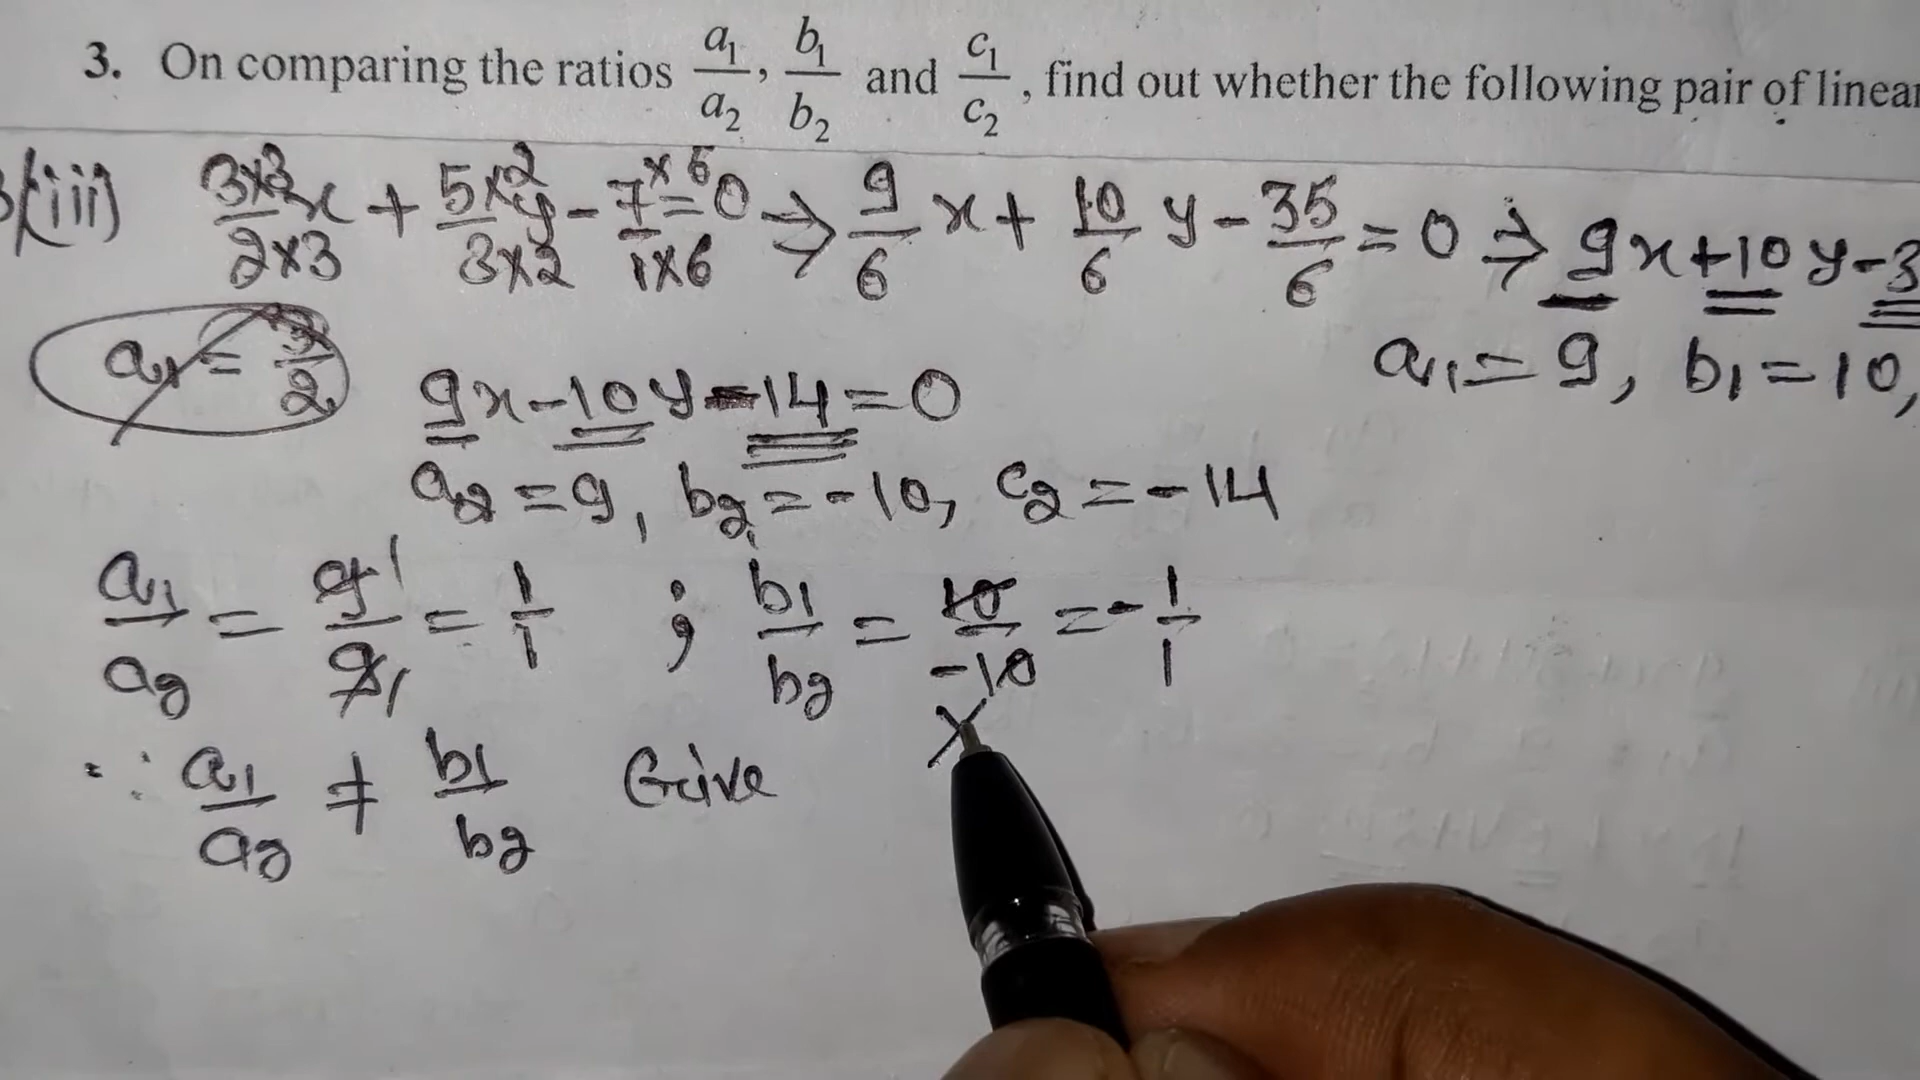 3. On comparing the ratios a₁/a₂, b₁/b₂ and c₁/c₂, find out whether the following pair of linear
(iii) 3×3/2×3 x + 5×2/3×2 y - 7×6/1×6 = 0 ⇒ 9/6 x + 10/6 y - 35/6 = 0 ⇒ 9x + 10y - 3
a₁ = 3/2
a₁ = 9, b₁ = 10,
9x - 10y - 14 = 0
a₂ = 9, b₂ = -10, c₂ = -14
a₁/a₂ = 9 1/9 1 = 1/1 ; b₁/b₂ = 10/-10 = - 1/1
∵ a₁/a₂ ≠ b₁/b₂ Give